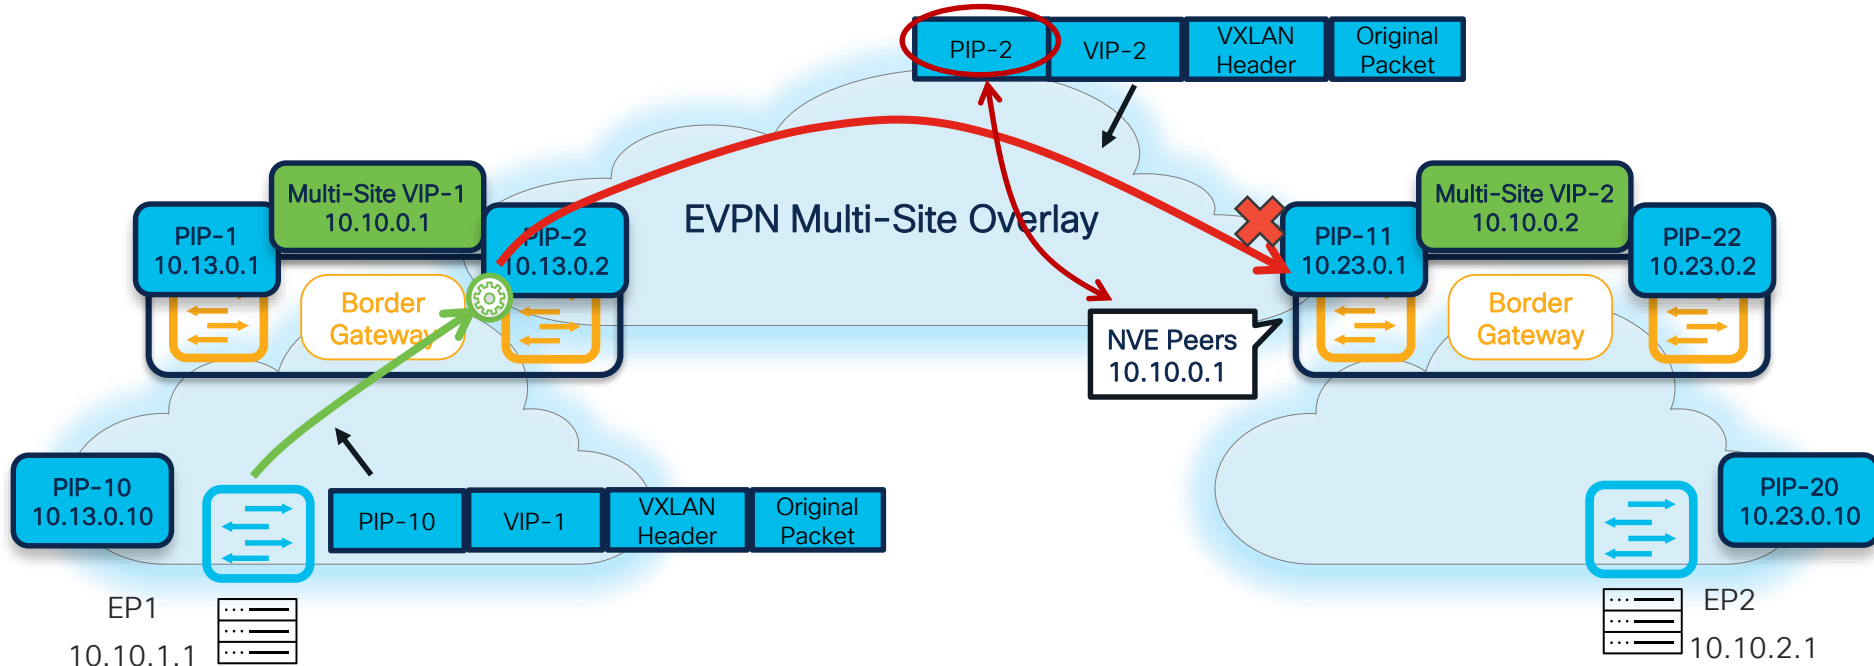 PIP-2
VIP-2
VXLAN
Header
Original
Packet
Multi-Site VIP-1
10.10.0.1
PIP-1
10.13.0.1
PIP-2
10.13.0.2
EVPN Multi-Site Overlay
Multi-Site VIP-2
10.10.0.2
PIP-11
10.23.0.1
PIP-22
10.23.0.2
Border
Gateway
Border
Gateway
NVE Peers
10.10.0.1
PIP-10
10.13.0.10
PIP-10
VIP-1
VXLAN
Header
Original
Packet
PIP-20
10.23.0.10
EP1
10.10.1.1
EP2
10.10.2.1